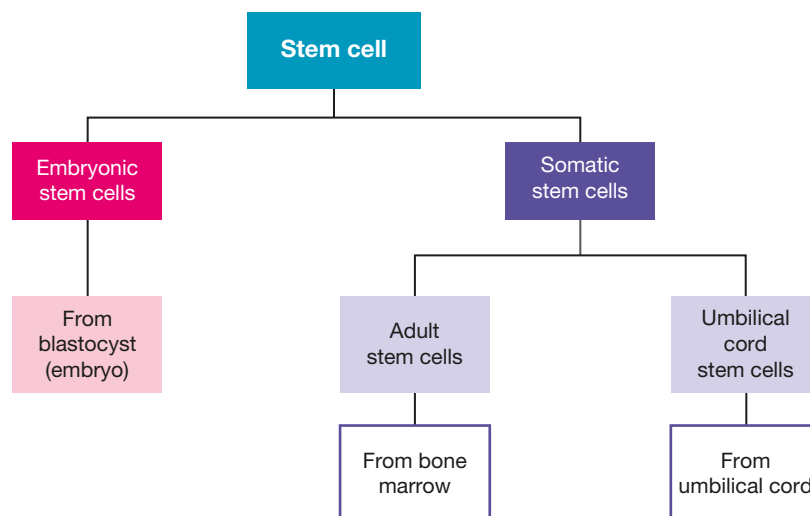 Stem cell
Embryonic
stem cells
Somatic
stem cells
From
blastocyst
(embryo)
Adult
stem cells
Umbilical
cord
stem cells
From bone
marrow
From
umbilical cord